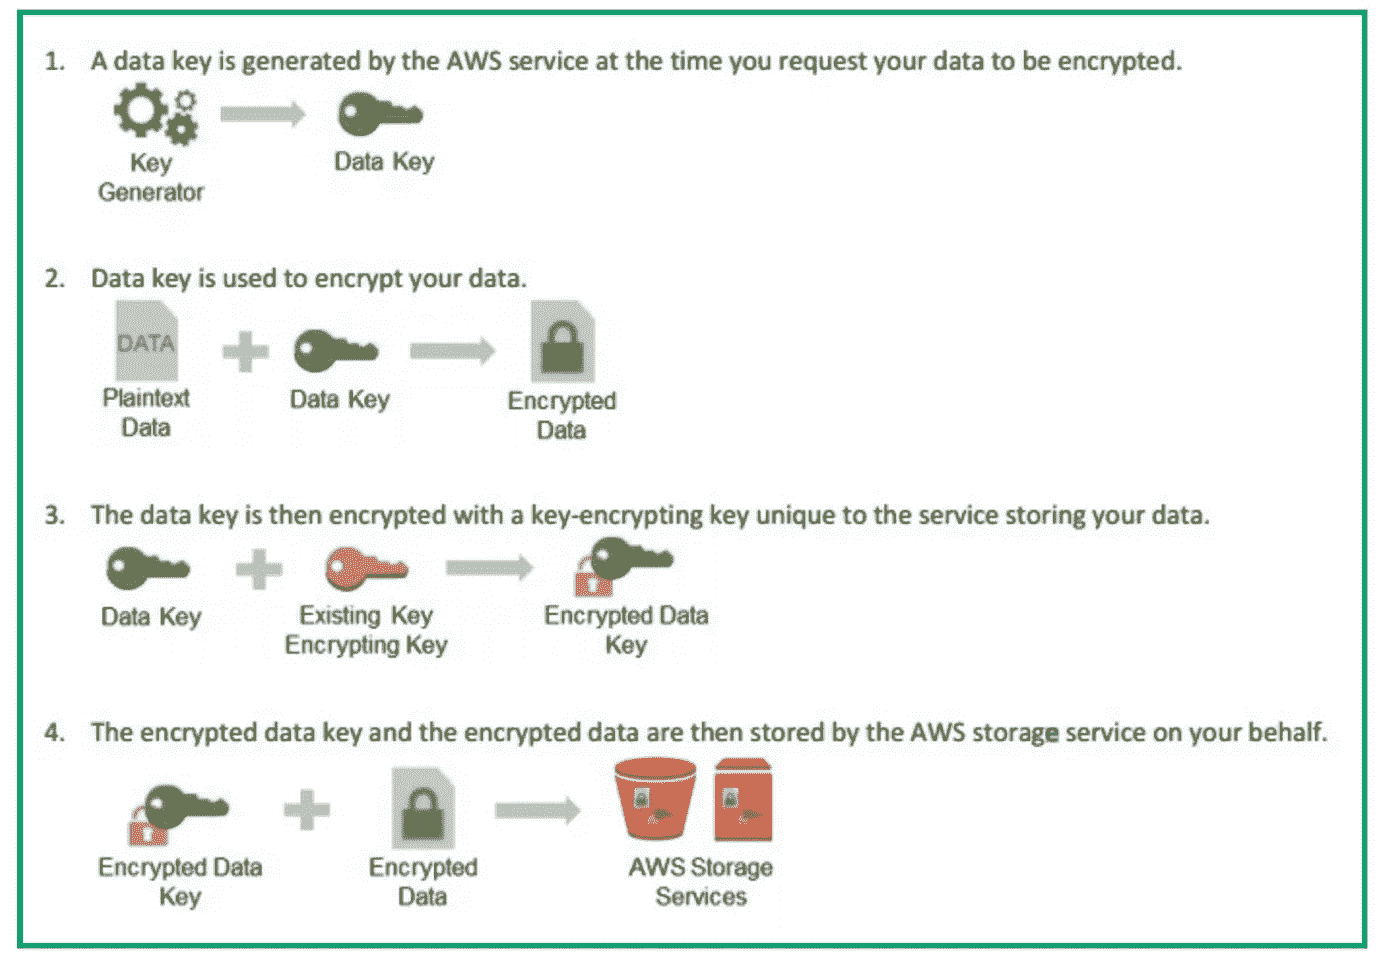 1. A data key is generated by the AWS service at the time you request your data to be encrypted.
Key
Generator
Data Key
2. Data key is used to encrypt your data.
DATA
Plaintext
Data
Data Key
Encrypted
Data
3. The data key is then encrypted with a key-encrypting key unique to the service storing your data.
Data Key
Existing Key
Encrypting Key
Encrypted Data
Key
4. The encrypted data key and the encrypted data are then stored by the AWS storage service on your behalf.
Encrypted Data
Key
Encrypted
Data
AWS Storage
Services